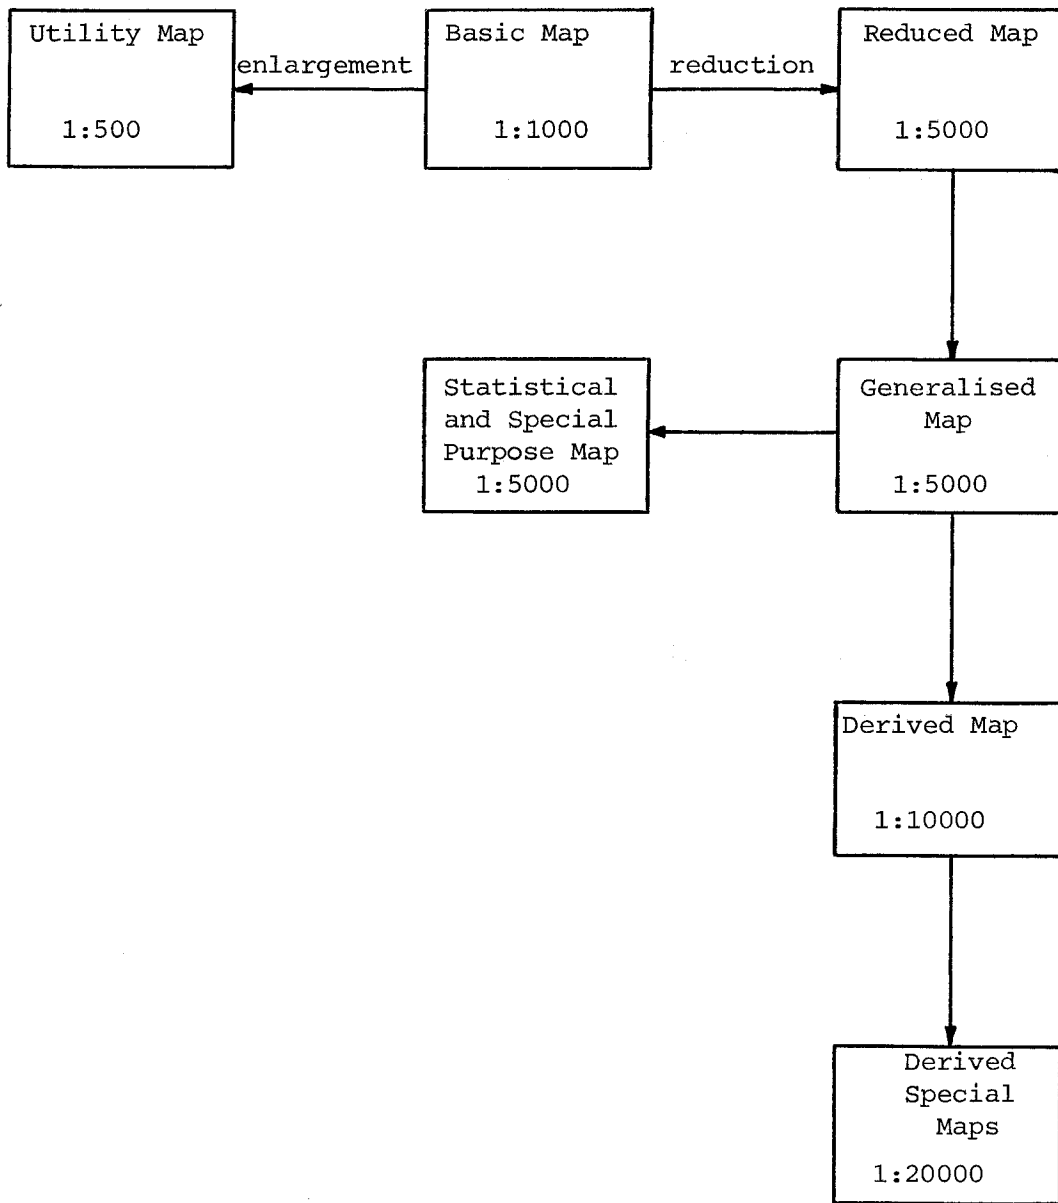 Utility Map
1:500
enlargement
Basic Map
1:1000
reduction
Reduced Map
1:5000
Statistical
and Special
Purpose Map
1:5000
Generalised
Map
1:5000
Derived Map
1:10000
Derived
Special
Maps
1:20000